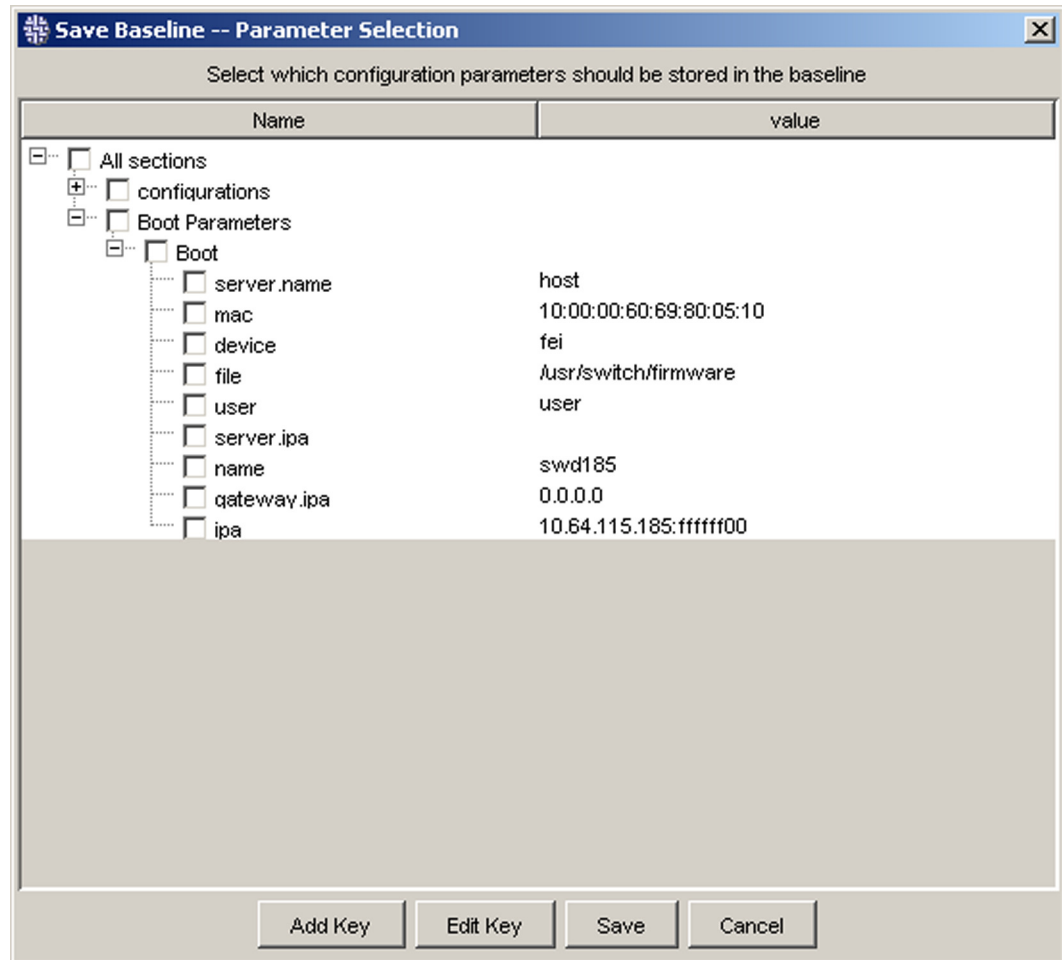 Save Baseline -- Parameter Selection
Select which configuration parameters should be stored in the baseline
Name value
All sections
configurations
Boot Parameters
Boot
server.name host
mac 10:00:00:60:69:80:05:10
device fei
file /usr/switch/firmware
user user
server.ipa
name swd185
gateway.ipa 0.0.0.0
ipa 10.64.115.185:ffffff00
Add Key Edit Key Save Cancel